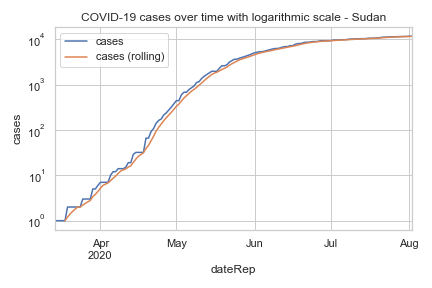 COVID-19 cases over time with logarithmic scale - Sudan
cases
cases (rolling)
10⁴
10³
10²
10¹
10⁰
cases
Apr May Jun Jul Aug
2020
dateRep